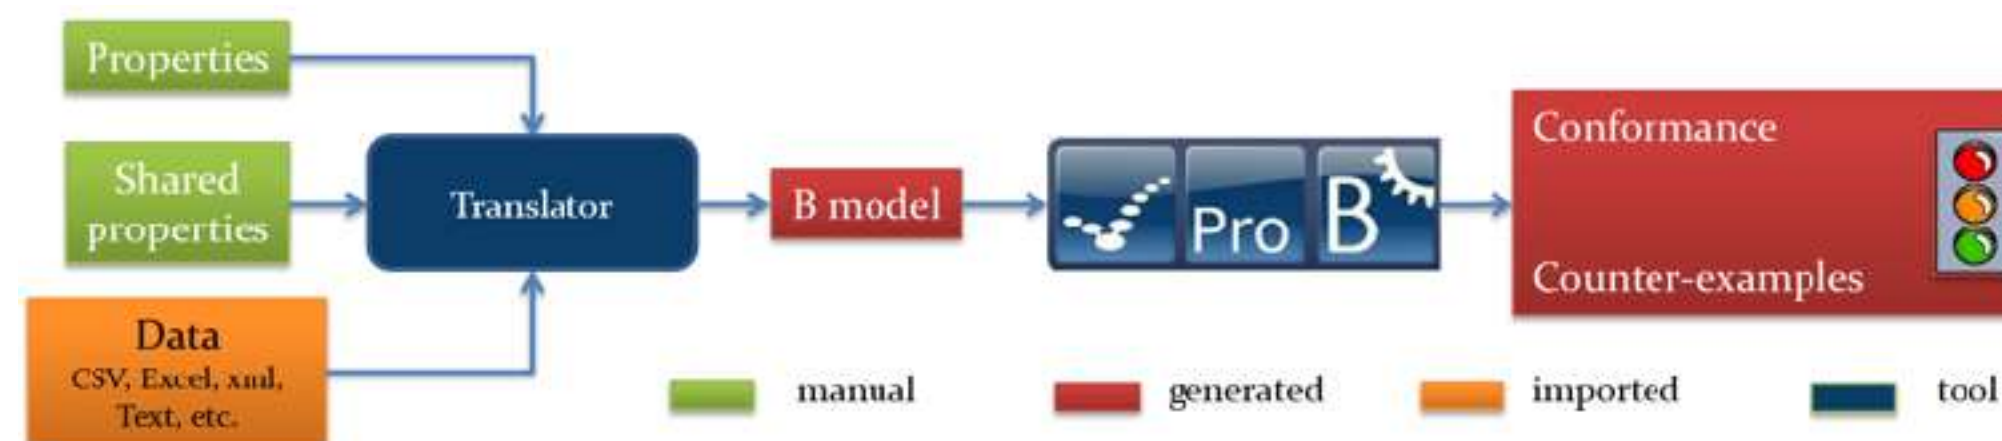 Properties
Shared
properties
Data
CSV, Excel, xml,
Text, etc.
Translator
B model
Pro B
Conformance
Counter-examples
manual
generated
imported
tool